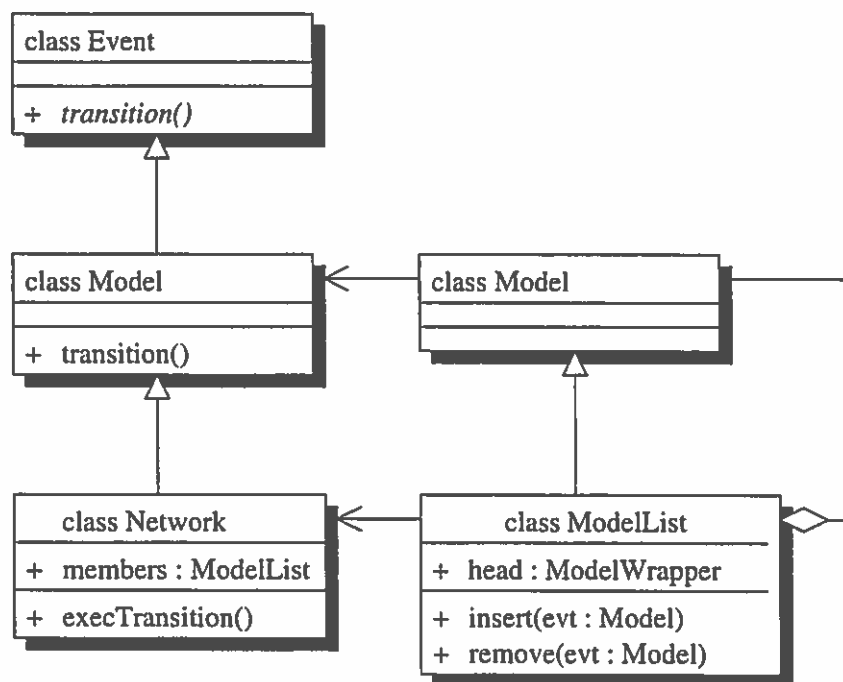 class Event
+ transition()
class Model
+ transition()
class Model
class Network
+ members : ModelList
+ execTransition()
class ModelList
+ head : ModelWrapper
+ insert(evt : Model)
+ remove(evt : Model)